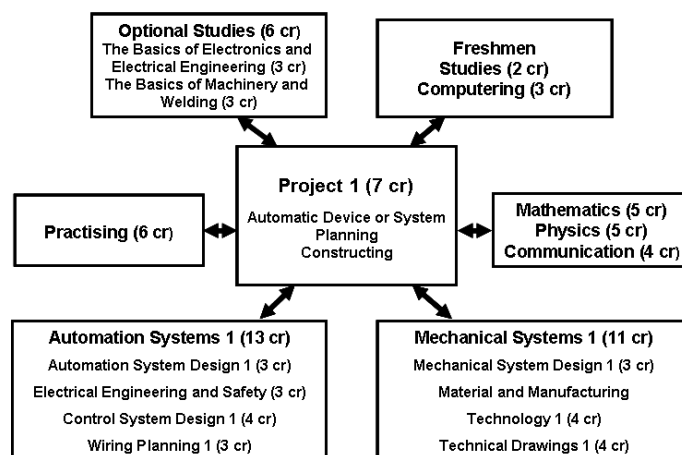 Optional Studies (6 cr)
The Basics of Electronics and
Electrical Engineering (3 cr)
The Basics of Machinery and
Welding (3 cr)
Freshmen
Studies (2 cr)
Computering (3 cr)
Project 1 (7 cr)
Automatic Device or System
Planning
Constructing
Practising (6 cr)
Mathematics (5 cr)
Physics (5 cr)
Communication (4 cr)
Automation Systems 1 (13 cr)
Automation System Design 1 (3 cr)
Electrical Engineering and Safety (3 cr)
Control System Design 1 (4 cr)
Wiring Planning 1 (3 cr)
Mechanical Systems 1 (11 cr)
Mechanical System Design 1 (3 cr)
Material and Manufacturing
Technology 1 (4 cr)
Technical Drawings 1 (4 cr)